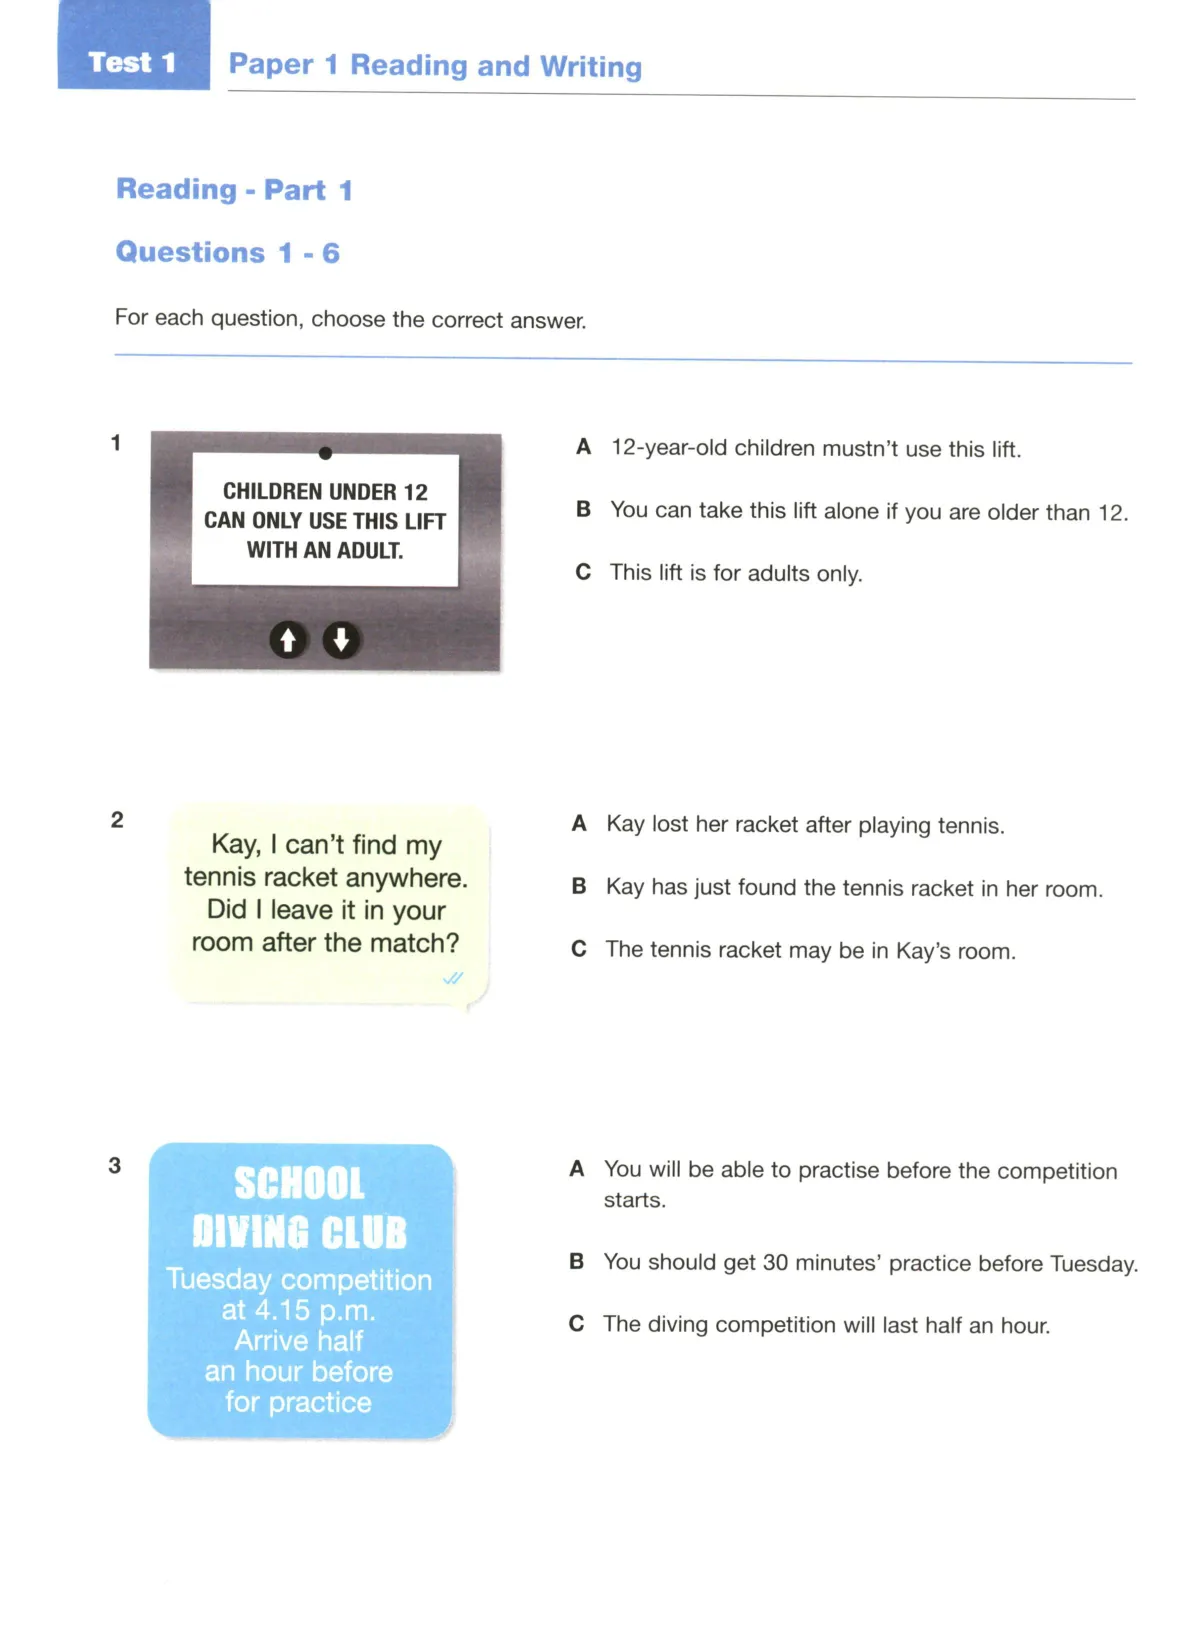 Test 1
Paper 1 Reading and Writing
Reading - Part 1
Questions 1 - 6
For each question, choose the correct answer.
1
CHILDREN UNDER 12
CAN ONLY USE THIS LIFT
WITH AN ADULT.
A 12-year-old children mustn't use this lift.
B You can take this lift alone if you are older than 12.
C This lift is for adults only.
2
Kay, I can't find my
tennis racket anywhere.
Did I leave it in your
room after the match?
A Kay lost her racket after playing tennis.
B Kay has just found the tennis racket in her room.
C The tennis racket may be in Kay's room.
3
SCHOOL
DIVING CLUB
Tuesday competition
at 4.15 p.m.
Arrive half
an hour before
for practice
A You will be able to practise before the competition
starts.
B You should get 30 minutes' practice before Tuesday.
C The diving competition will last half an hour.